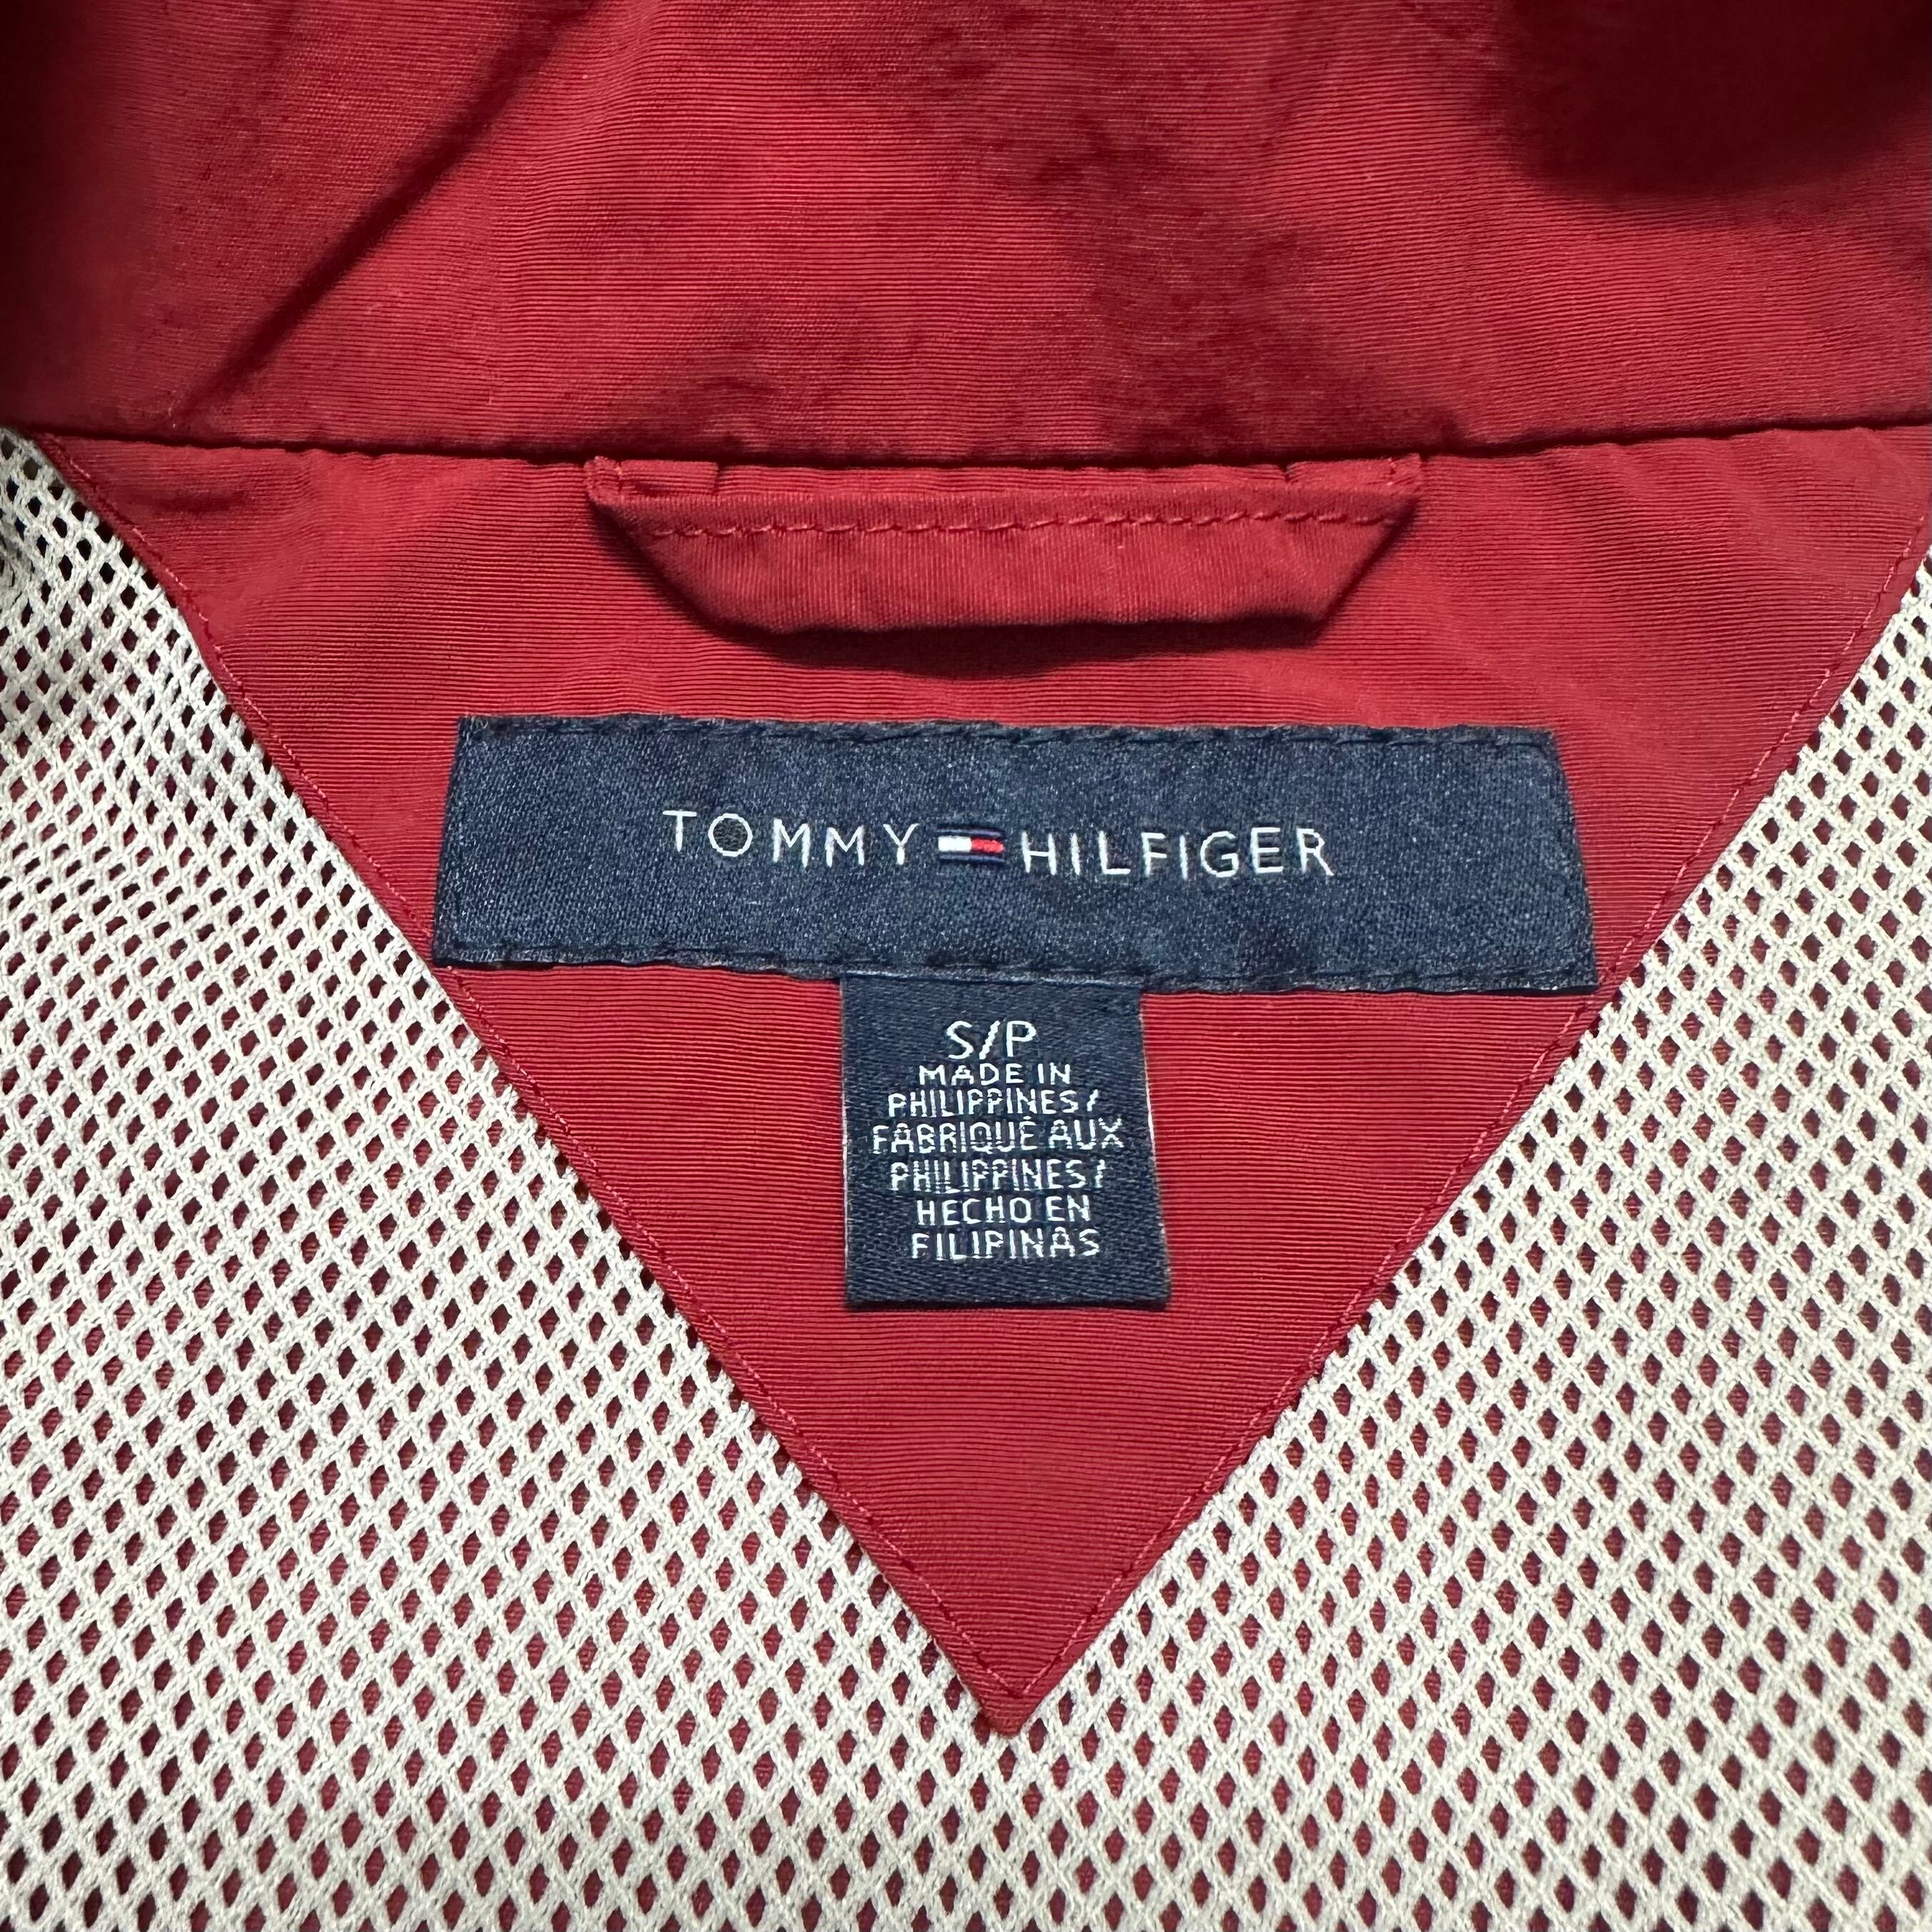 TOMMY HILFIGER
S/P
MADE IN
PHILIPPINES/
FABRIQUÉ AUX
PHILIPPINES/
HECHO EN
FILIPINAS